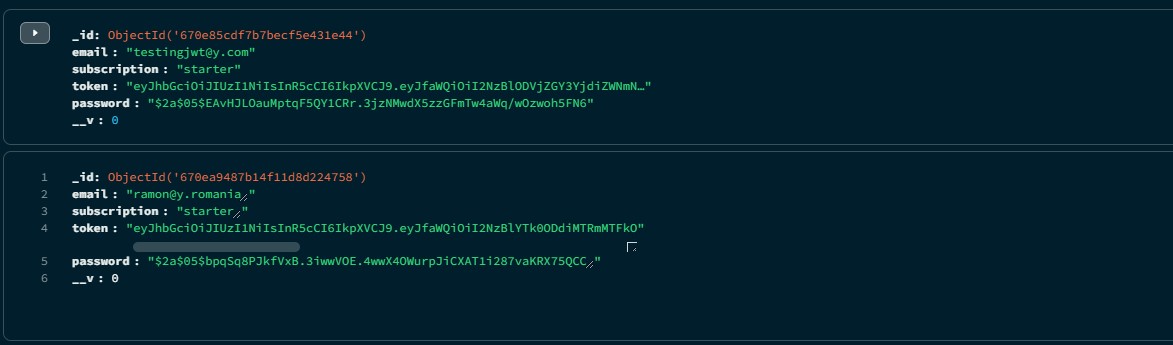 _id: ObjectId('670e85cdf7b7becf5e431e44')
email : "testingjwt@y.com"
subscription : "starter"
token : "eyJhbGciOiJIUzI1NiIsInR5cCI6IkpXVCJ9.eyJfaWQiOiI2NzBlODVjZGY3YjdiZWNmN…"
password : "$2a$05$EAvHJLOauMptqF5QY1CRr.3jzNMwdX5zzGFmTw4aWq/wOzwoh5FN6"
__v : 0
1 _id: ObjectId('670ea9487b14f11d8d224758')
2 email : "ramon@y.romania"
3 subscription : "starter"
4 token : "eyJhbGciOiJIUzI1NiIsInR5cCI6IkpXVCJ9.eyJfaWQiOiI2NzBlYTk0ODdiMTRmMTFkO"
5 password : "$2a$05$bpqSq8PJkfVxB.3iwwVOE.4wwX4OWurpJiCXAT1i287vaKRX75QCC"
6 __v : 0